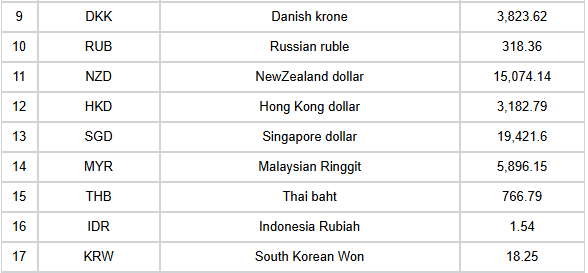 9 DKK Danish krone 3,823.62
10 RUB Russian ruble 318.36
11 NZD NewZealand dollar 15,074.14
12 HKD Hong Kong dollar 3,182.79
13 SGD Singapore dollar 19,421.6
14 MYR Malaysian Ringgit 5,896.15
15 THB Thai baht 766.79
16 IDR Indonesia Rubiah 1.54
17 KRW South Korean Won 18.25